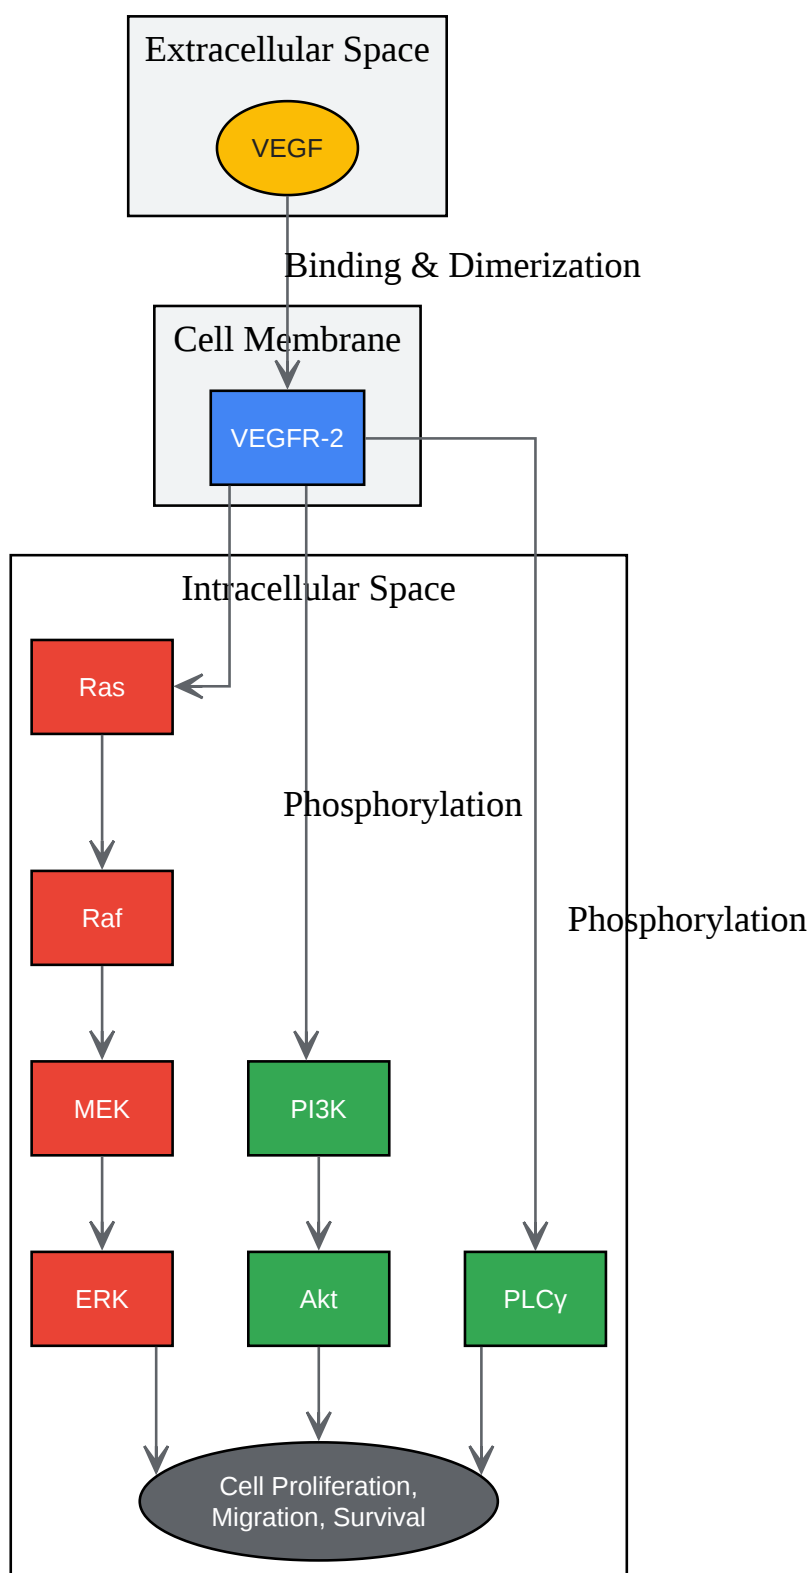 Extracellular Space
VEGF
Binding & Dimerization
Cell Membrane
VEGFR-2
Intracellular Space
Ras
Phosphorylation
Raf
Phosphorylation
MEK
PI3K
ERK
Akt
PLCγ
Cell Proliferation,
Migration, Survival